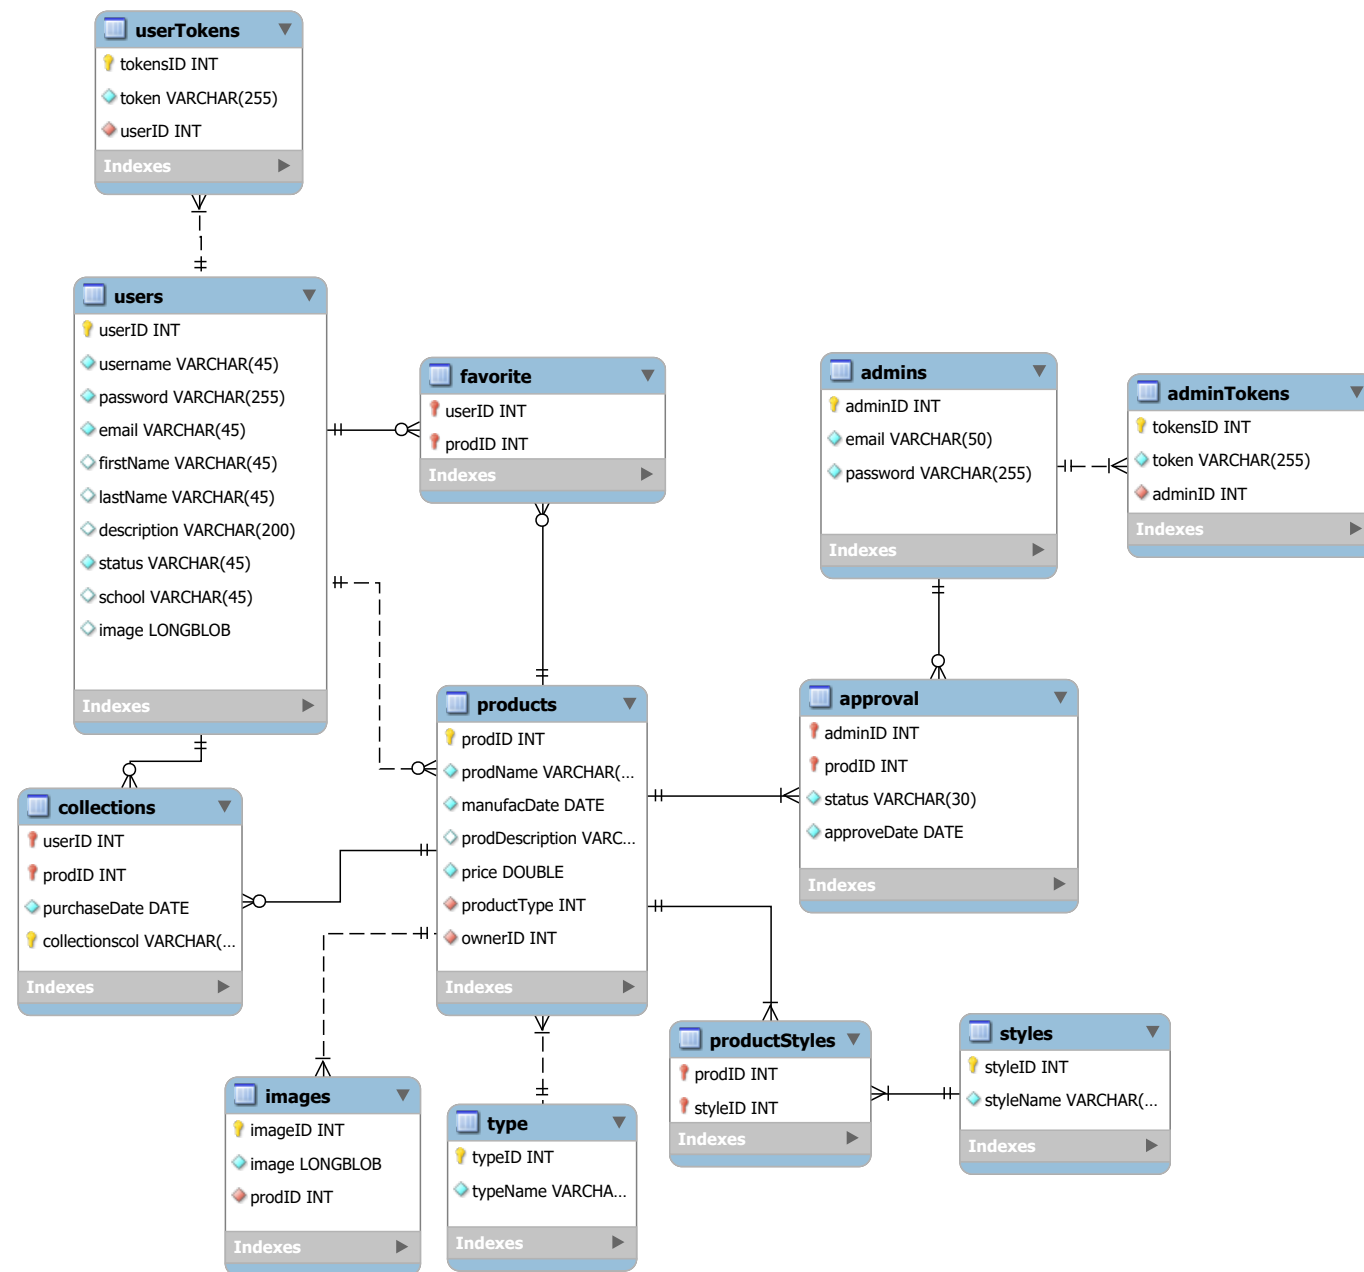 userTokens
tokensID INT
token VARCHAR(255)
userID INT
Indexes
users
userID INT
username VARCHAR(45)
password VARCHAR(255)
email VARCHAR(45)
firstName VARCHAR(45)
lastName VARCHAR(45)
description VARCHAR(200)
status VARCHAR(45)
school VARCHAR(45)
image LONGBLOB
Indexes
favorite
userID INT
prodID INT
Indexes
admins
adminID INT
email VARCHAR(50)
password VARCHAR(255)
Indexes
adminTokens
tokensID INT
token VARCHAR(255)
adminID INT
Indexes
products
prodID INT
prodName VARCHAR(...
manufacDate DATE
prodDescription VARC...
price DOUBLE
productType INT
ownerID INT
Indexes
approval
adminID INT
prodID INT
status VARCHAR(30)
approveDate DATE
Indexes
collections
userID INT
prodID INT
purchaseDate DATE
collectionscol VARCHAR(...
Indexes
images
imageID INT
image LONGBLOB
prodID INT
Indexes
type
typeID INT
typeName VARCHA...
Indexes
productStyles
prodID INT
styleID INT
Indexes
styles
styleID INT
styleName VARCHAR(...
Indexes